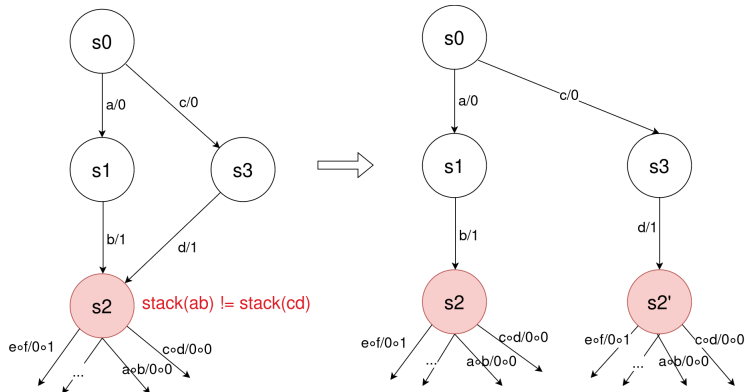 s0
s0
a/0
c/0
a/0
c/0
s1
s3
s1
s3
b/1
d/1
b/1
d/1
s2
stack(ab) != stack(cd)
s2
s2'
e∘f/0∘1
c∘d/0∘0
...
a∘b/0∘0
e∘f/0∘1
c∘d/0∘0
...
a∘b/0∘0
e∘f/0∘1
c∘d/0∘0
...
a∘b/0∘0